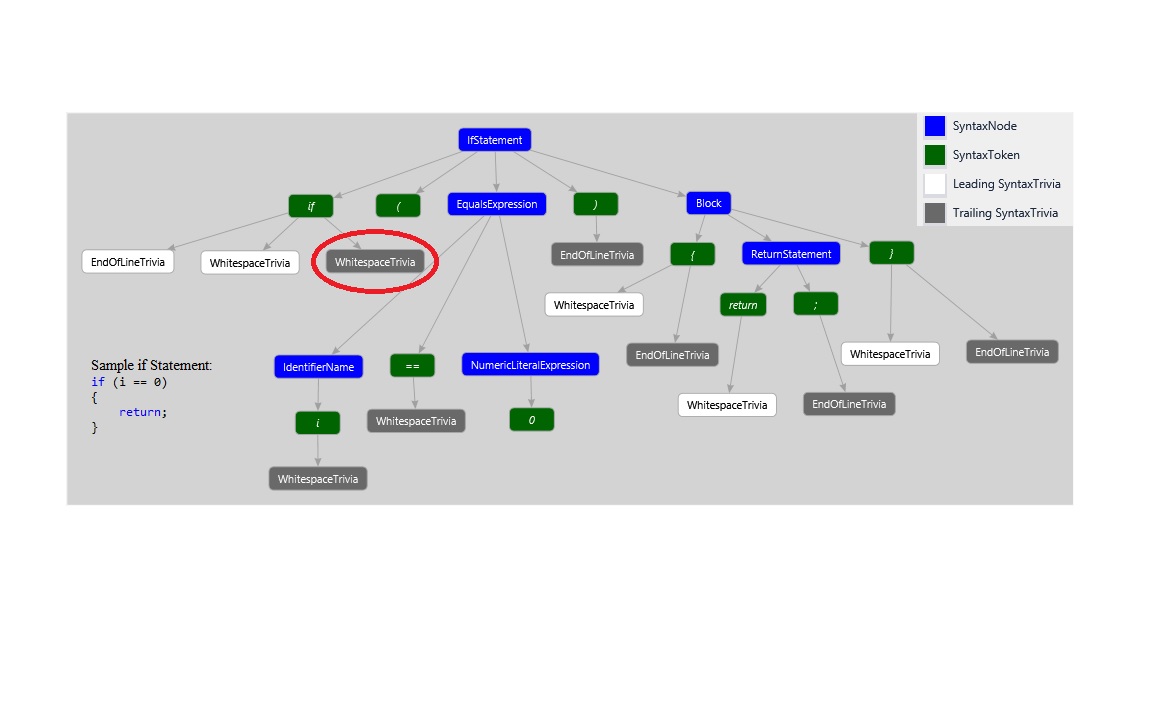 IfStatement
SyntaxNode
SyntaxToken
Leading SyntaxTrivia
Trailing SyntaxTrivia
if
(
EqualsExpression
)
Block
EndOfLineTrivia
WhitespaceTrivia
WhitespaceTrivia
EndOfLineTrivia
{
ReturnStatement
}
WhitespaceTrivia
return
;
EndOfLineTrivia
WhitespaceTrivia
EndOfLineTrivia
IdentifierName
==
NumericLiteralExpression
WhitespaceTrivia
EndOfLineTrivia
i
WhitespaceTrivia
0
WhitespaceTrivia
Sample if Statement:
if (i == 0)
{
    return;
}